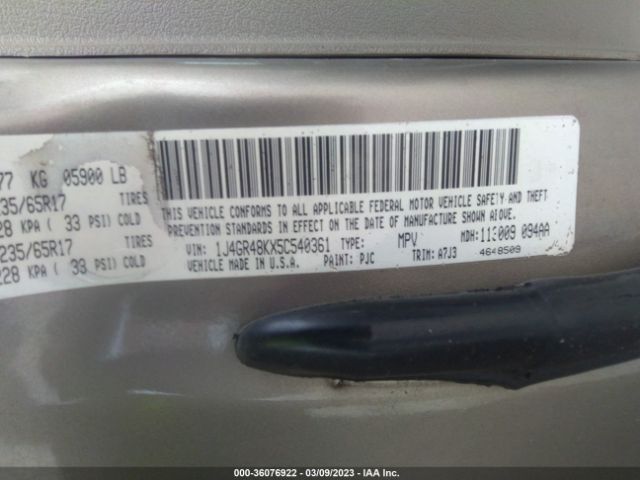 77 KG 05900 LB
235/65R17 TIRES
228 KPA ( 33 PSI) COLD
235/65R17 TIRES
228 KPA ( 33 PSI) COLD
THIS VEHICLE CONFORMS TO ALL APPLICABLE FEDERAL MOTOR VEHICLE SAFETY AND THEFT
PREVENTION STANDARDS IN EFFECT ON THE DATE OF MANUFACTURE SHOWN ABOVE.
VIN: 1J4GR48KX5C540361 TYPE: MPV MDH: 113009 094AA
VEHICLE MADE IN U.S.A. PAINT: PJC TRIM: A7J3 4648509
000-36076922 - 03/09/2023 - IAA Inc.